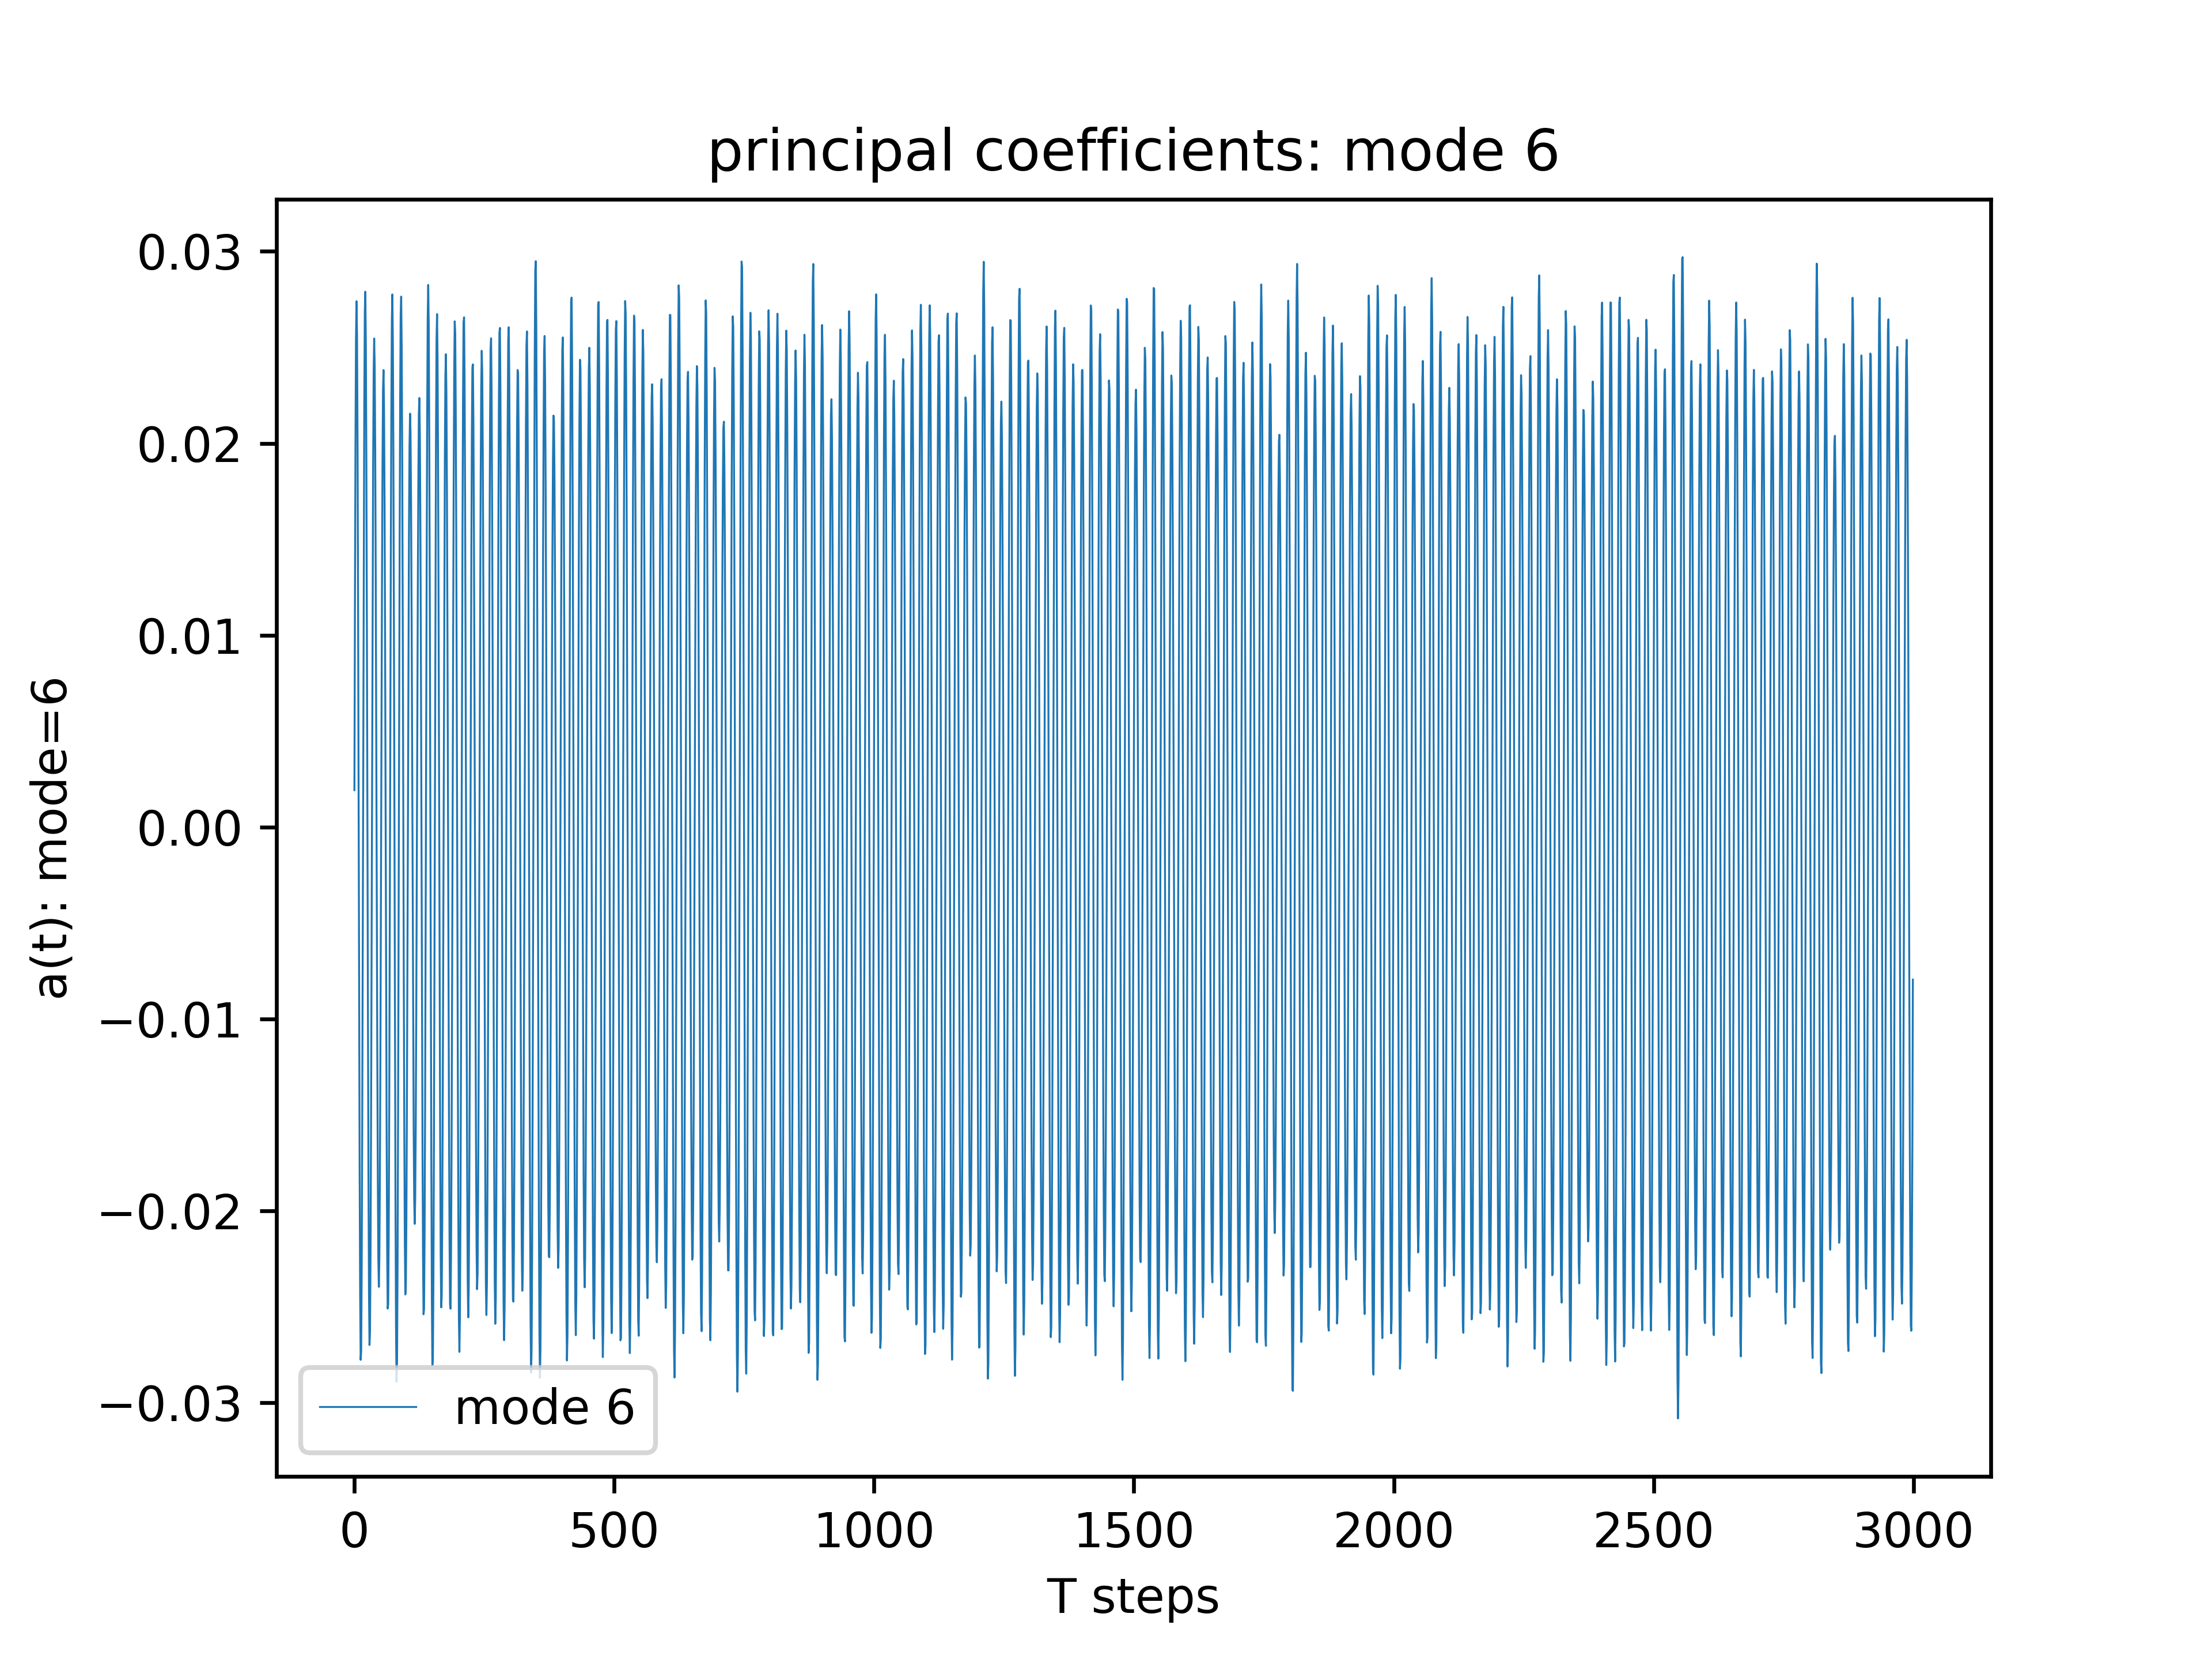 principal coefficients: mode 6
0.03
0.02
0.01
0.00
−0.01
−0.02
−0.03
a(t): mode=6
mode 6
0 500 1000 1500 2000 2500 3000
T steps